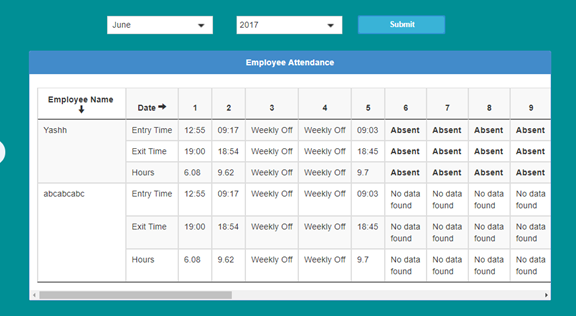 June 2017 Submit
Employee Attendance
Employee Name Date 1 2 3 4 5 6 7 8 9
Yashh Entry Time 12:55 09:17 Weekly Off Weekly Off 09:03 Absent Absent Absent Absent
Exit Time 19:00 18:54 Weekly Off Weekly Off 18:45 Absent Absent Absent Absent
Hours 6.08 9.62 Weekly Off Weekly Off 9.7 Absent Absent Absent Absent
abcabcabc Entry Time 12:55 09:17 Weekly Off Weekly Off 09:03 No data No data No data No data
found found found found
Exit Time 19:00 18:54 Weekly Off Weekly Off 18:45 No data No data No data No data
found found found found
Hours 6.08 9.62 Weekly Off Weekly Off 9.7 No data No data No data No data
found found found found